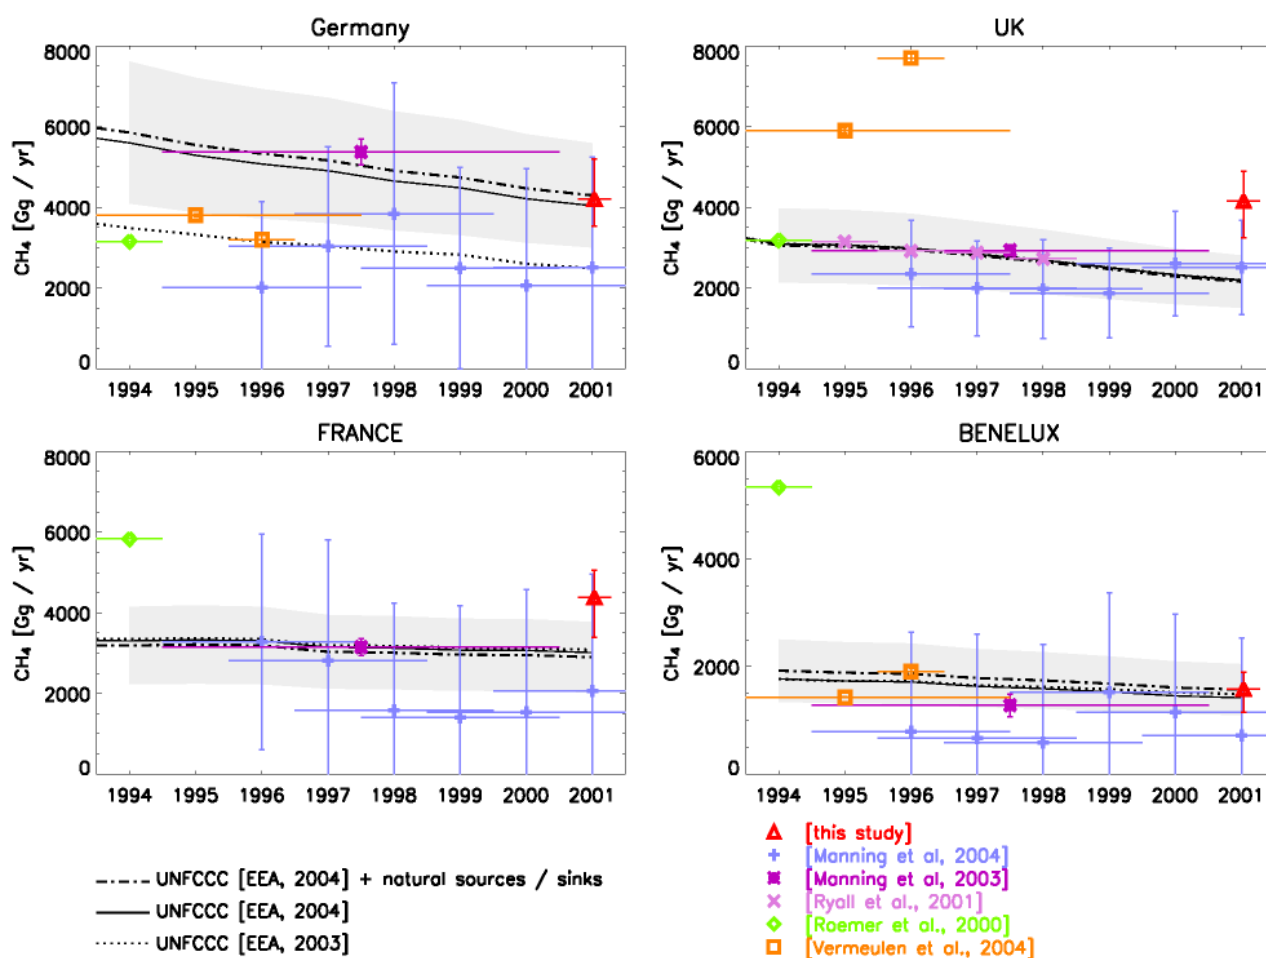 Germany
UK
8000
6000
4000
2000
0
CH₄ [Gg / yr]
1994 1995 1996 1997 1998 1999 2000 2001
8000
6000
4000
2000
0
CH₄ [Gg / yr]
1994 1995 1996 1997 1998 1999 2000 2001
FRANCE
BENELUX
8000
6000
4000
2000
0
CH₄ [Gg / yr]
1994 1995 1996 1997 1998 1999 2000 2001
6000
4000
2000
0
CH₄ [Gg / yr]
1994 1995 1996 1997 1998 1999 2000 2001
UNFCCC [EEA, 2004] + natural sources / sinks
UNFCCC [EEA, 2004]
UNFCCC [EEA, 2003]
[this study]
[Manning et al, 2004]
[Manning et al, 2003]
[Ryall et al., 2001]
[Roemer et al., 2000]
[Vermeulen et al., 2004]